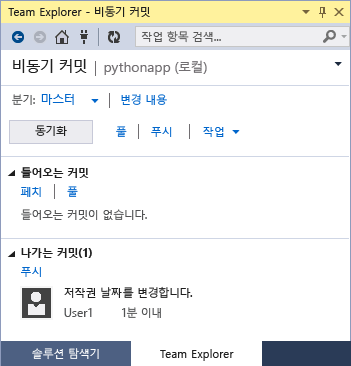 Team Explorer - 비동기 커밋
작업 항목 검색...
비동기 커밋 | pythonapp (로컬)
분기: 마스터 | 변경 내용
동기화 풀 | 푸시 | 작업
들어오는 커밋
페치 | 풀
들어오는 커밋이 없습니다.
나가는 커밋(1)
푸시
저작권 날짜를 변경합니다.
User1 1분 이내
솔루션 탐색기 Team Explorer